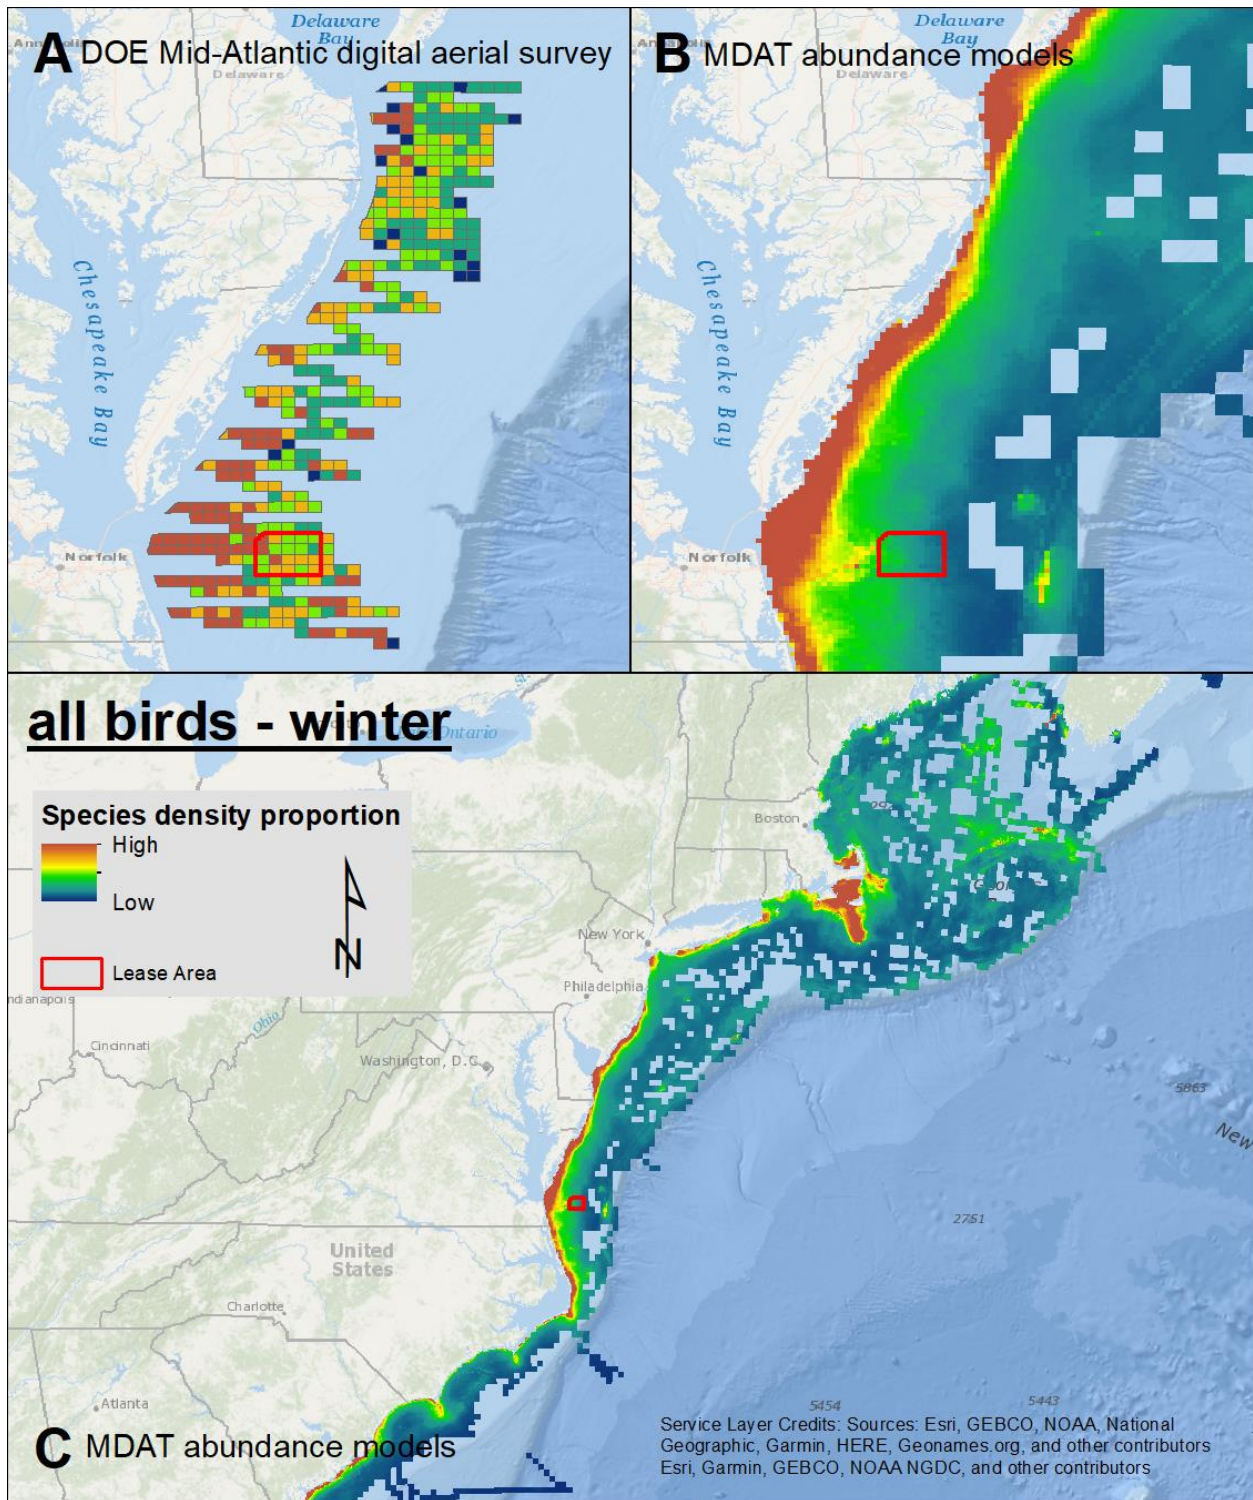 Delaware
Bay
A DOE Mid-Atlantic digital aerial survey
Delaware
Chesapeake Bay
Norfolk
Delaware
Bay
B MDAT abundance models
Delaware
Chesapeake Bay
Norfolk
all birds - winter
Ontario
Species density proportion
High
Low
Lease Area
N
Boston
New York
Philadelphia
ndianapolis
Ohio
Cincinnati
Washington, D.C.
5863
New
2751
United
States
Charlotte
Atlanta
5454
5443
C MDAT abundance models
Service Layer Credits: Sources: Esri, GEBCO, NOAA, National
Geographic, Garmin, HERE, Geonames.org, and other contributors
Esri, Garmin, GEBCO, NOAA NGDC, and other contributors